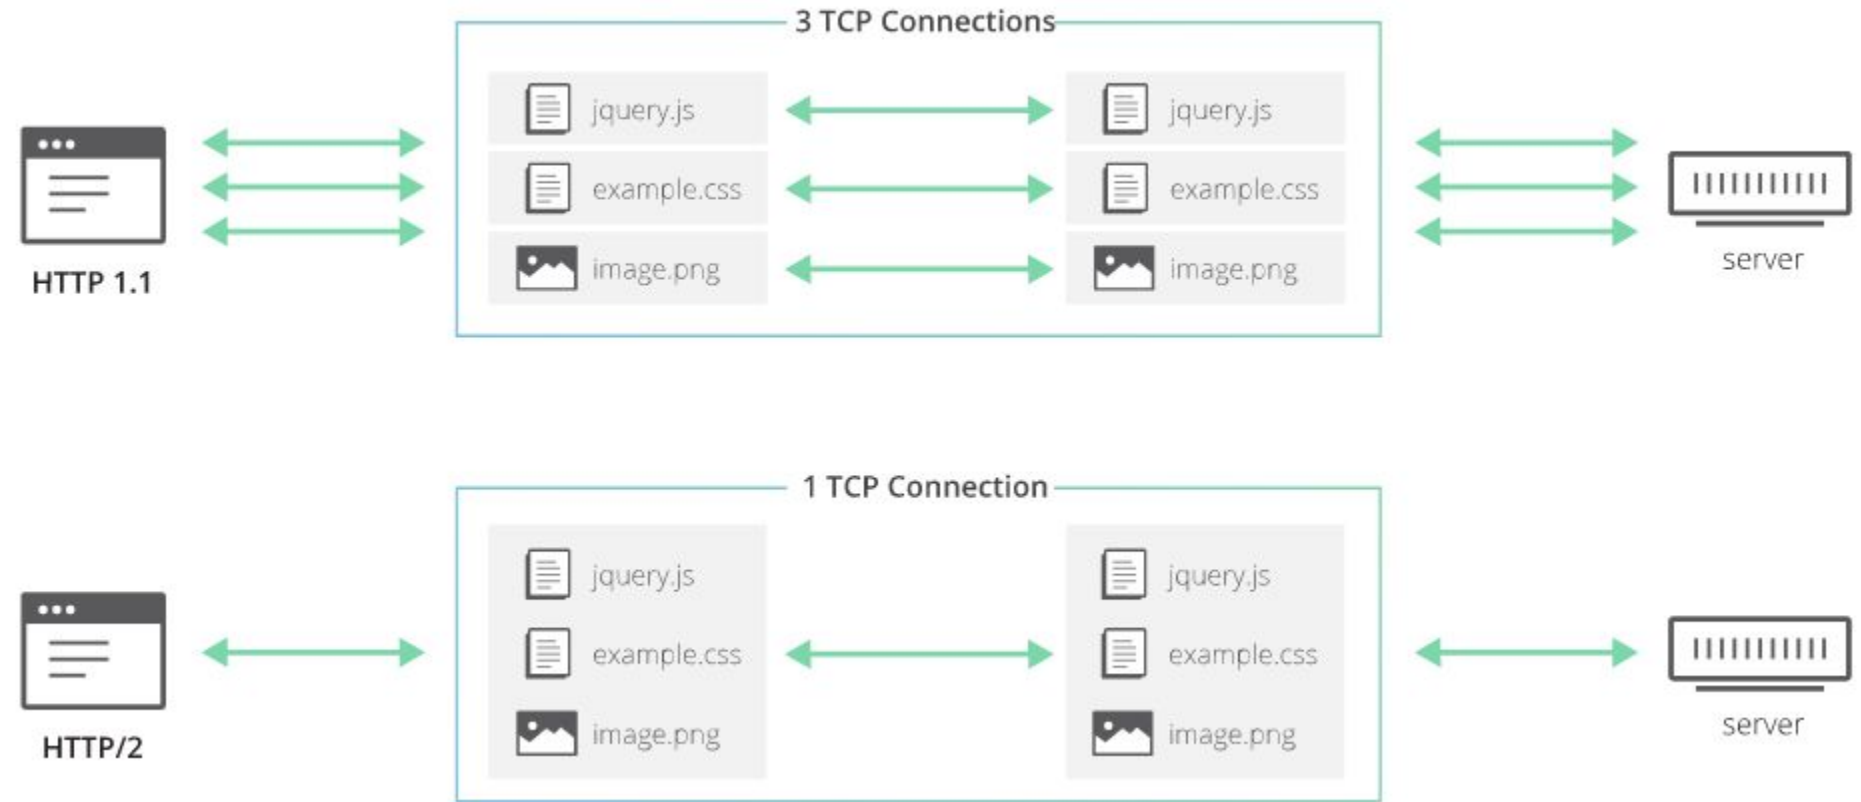 3 TCP Connections
jquery.js
jquery.js
example.css
example.css
image.png
image.png
HTTP 1.1
server
1 TCP Connection
jquery.js
jquery.js
example.css
example.css
image.png
image.png
HTTP/2
server